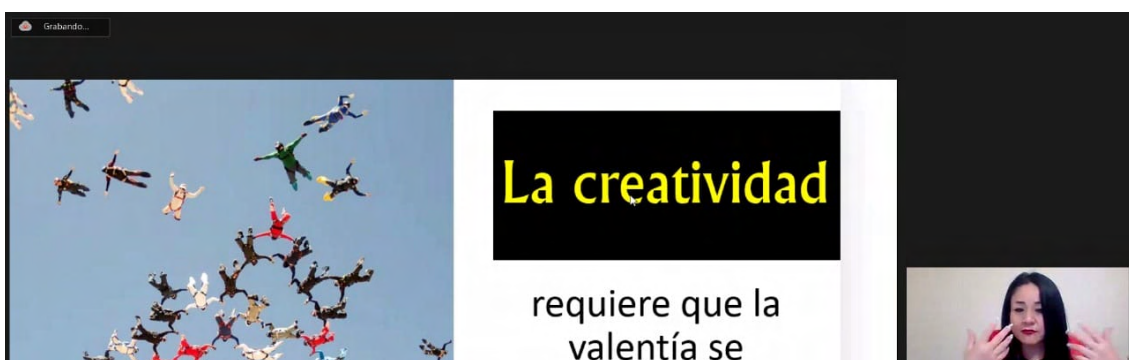 Grabando...
La creatividad
requiere que la
valentía se